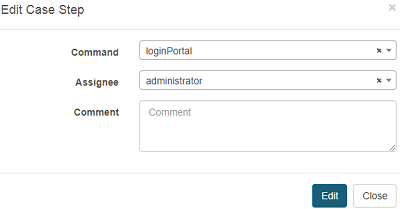 Edit Case Step ×
Command loginPortal ×
Assignee administrator ×
Comment Comment
Edit Close